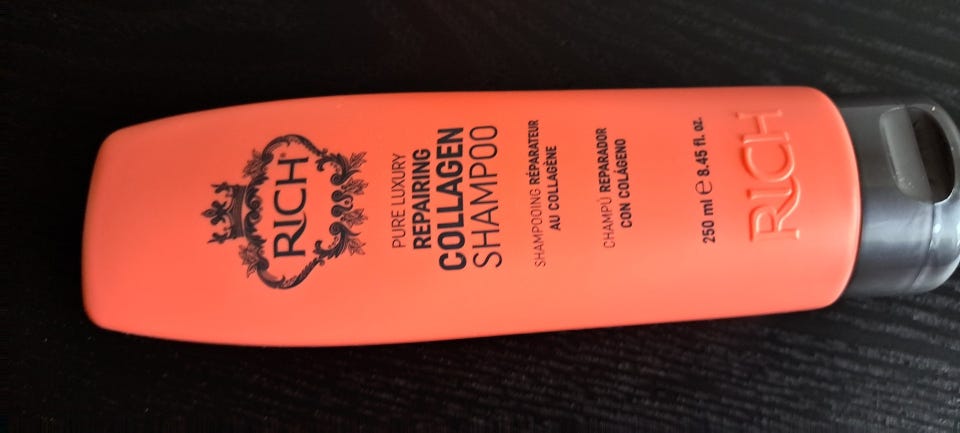 RICH
PURE LUXURY
REPAIRING
COLLAGEN
SHAMPOO
SHAMPOOING RÉPARATEUR
AU COLLAGÈNE
CHAMPÚ REPARADOR
CON COLÁGENO
250 ml e 8.45 fl. oz.
RICH